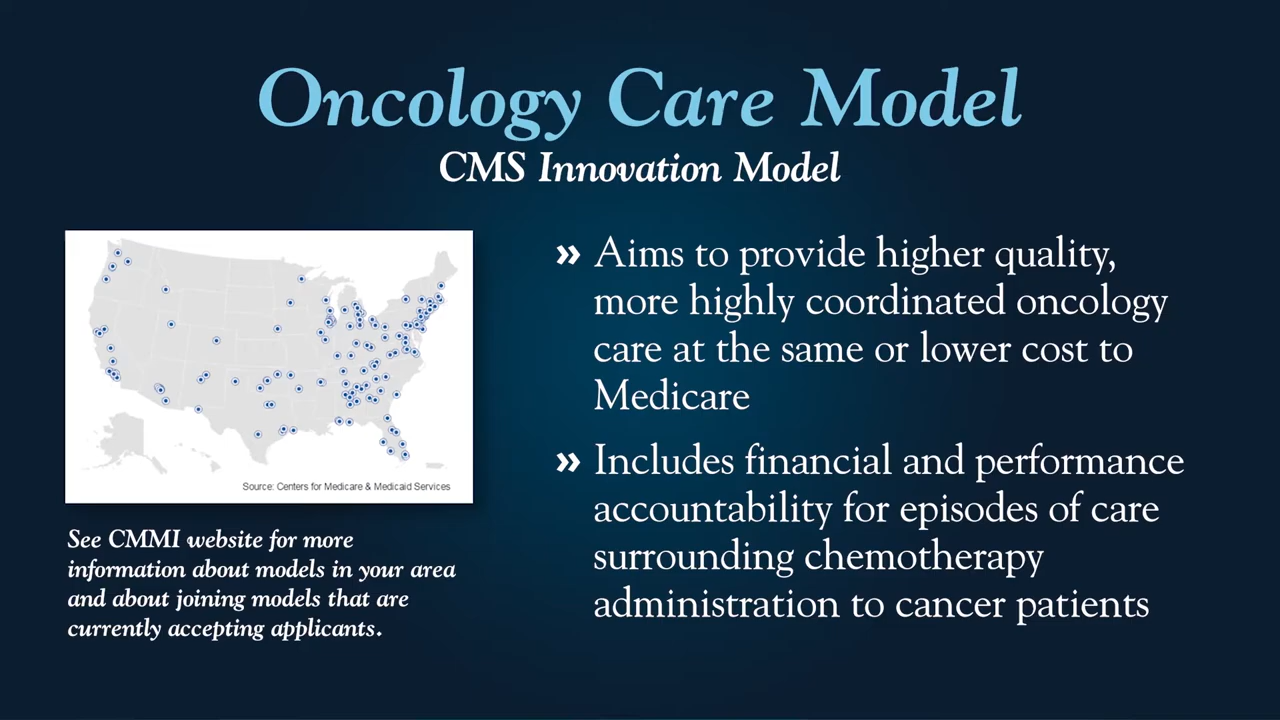 Oncology Care Model
CMS Innovation Model
Source: Centers for Medicare & Medicaid Services
See CMMI website for more
information about models in your area
and about joining models that are
currently accepting applicants.
» Aims to provide higher quality,
more highly coordinated oncology
care at the same or lower cost to
Medicare
» Includes financial and performance
accountability for episodes of care
surrounding chemotherapy
administration to cancer patients